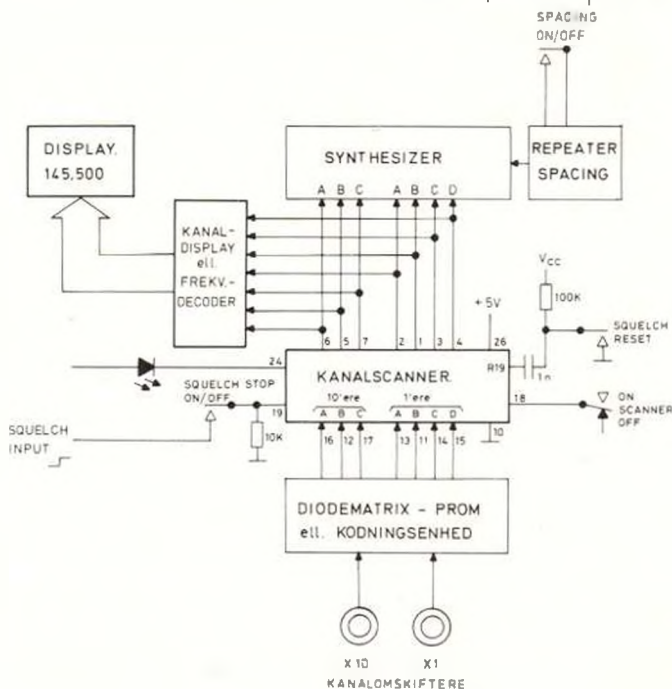 SPACING
ON/OFF
DISPLAY.
145,500
SYNTHESIZER
A B C A B C D
REPEATER
SPACING
KANAL-
DISPLAY
ell.
FREKV.-
DECODER
VCC
100K
+5V
SQUELCH
RESET
6 5 7 2 1 3 4 26
24
KANALSCANNER.
R19
1n
SQUELCH STOP
ON/OFF
19
10'ere 1'ere
18
ON
SCANNER
OFF
A B C A B C D
10K
SQUELCH
INPUT
16 12 17 13 11 14 15 10
DIODEMATRIX - PROM
ell. KODNINGSENHED
X10 X1
KANALOMSKIFTERE